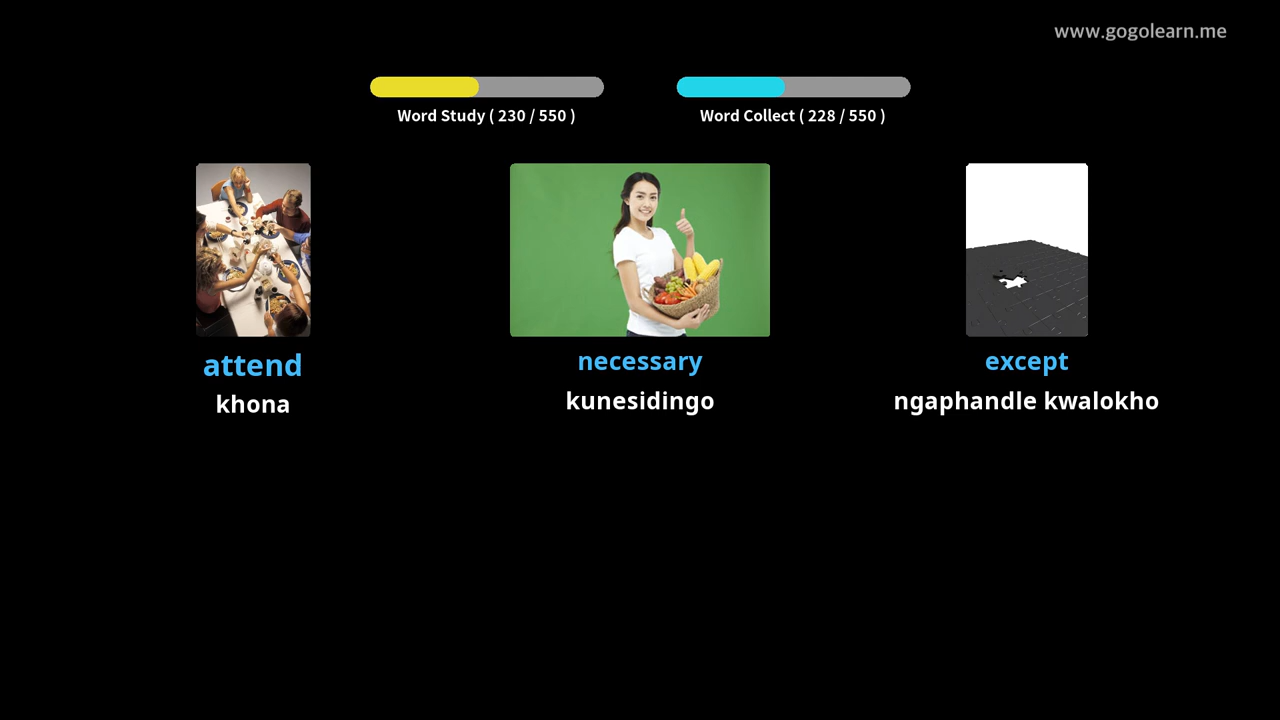 www.gogolearn.me
Word Study ( 230 / 550 )
Word Collect ( 228 / 550 )
attend
khona
necessary
kunesidingo
except
ngaphandle kwalokho